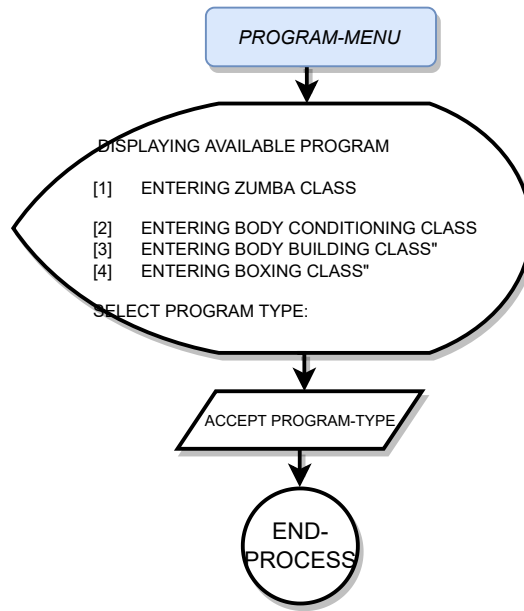 PROGRAM-MENU
DISPLAYING AVAILABLE PROGRAM
[1] ENTERING ZUMBA CLASS
[2] ENTERING BODY CONDITIONING CLASS
[3] ENTERING BODY BUILDING CLASS"
[4] ENTERING BOXING CLASS"
SELECT PROGRAM TYPE:
ACCEPT PROGRAM-TYPE
END-
PROCESS